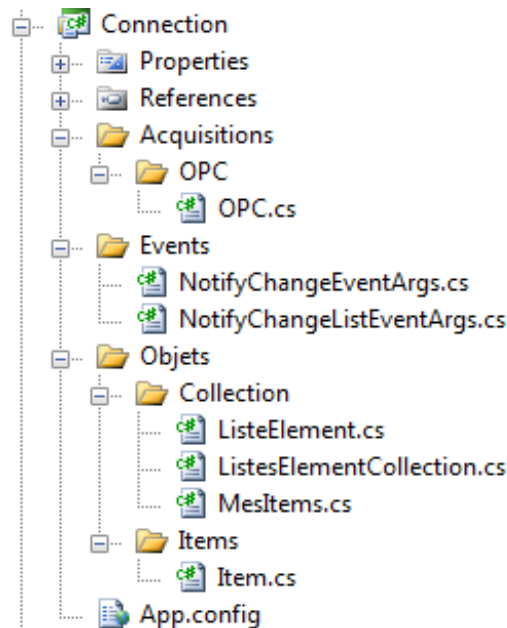 Connection
Properties
References
Acquisitions
OPC
OPC.cs
Events
NotifyChangeEventArgs.cs
NotifyChangeListEventArgs.cs
Objets
Collection
ListeElement.cs
ListesElementCollection.cs
MesItems.cs
Items
Item.cs
App.config